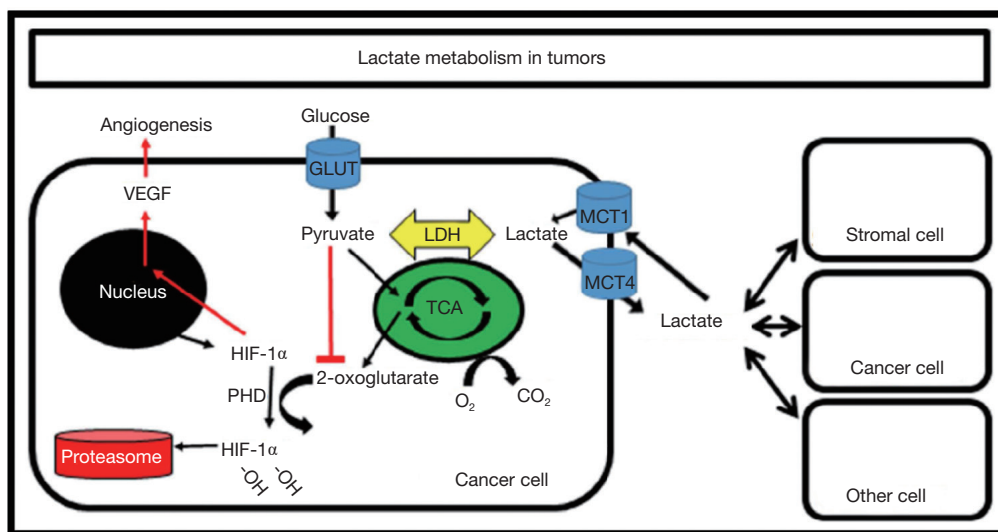 Lactate metabolism in tumors
Glucose
Angiogenesis
GLUT
VEGF
MCT1
Pyruvate
LDH
Lactate
Stromal cell
MCT4
Nucleus
TCA
Lactate
HIF-1α
2-oxoglutarate
PHD
O₂
CO₂
Cancer cell
HIF-1α
Proteasome
-OH
-OH
Cancer cell
Other cell